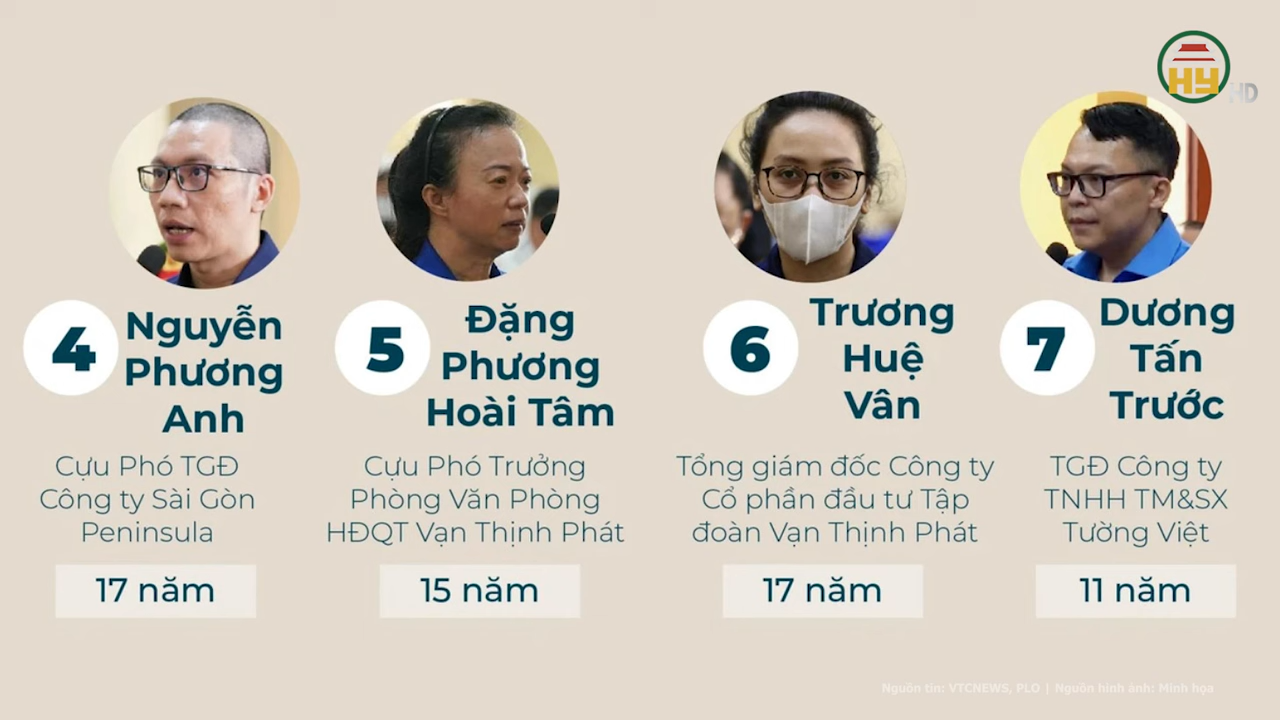 HY
HD
4
Nguyễn
Phương
Anh
Cựu Phó TGĐ
Công ty Sài Gòn
Peninsula
17 năm
5
Đặng
Phương
Hoài Tâm
Cựu Phó Trưởng
Phòng Văn Phòng
HĐQT Vạn Thịnh Phát
15 năm
6
Trương
Huệ
Vân
Tổng giám đốc Công ty
Cổ phần đầu tư Tập
đoàn Vạn Thịnh Phát
17 năm
7
Dương
Tấn
Trước
TGĐ Công ty
TNHH TM&SX
Tường Việt
11 năm
Nguồn tin: VTCNEWS, PLO | Nguồn hình ảnh: Minh họa